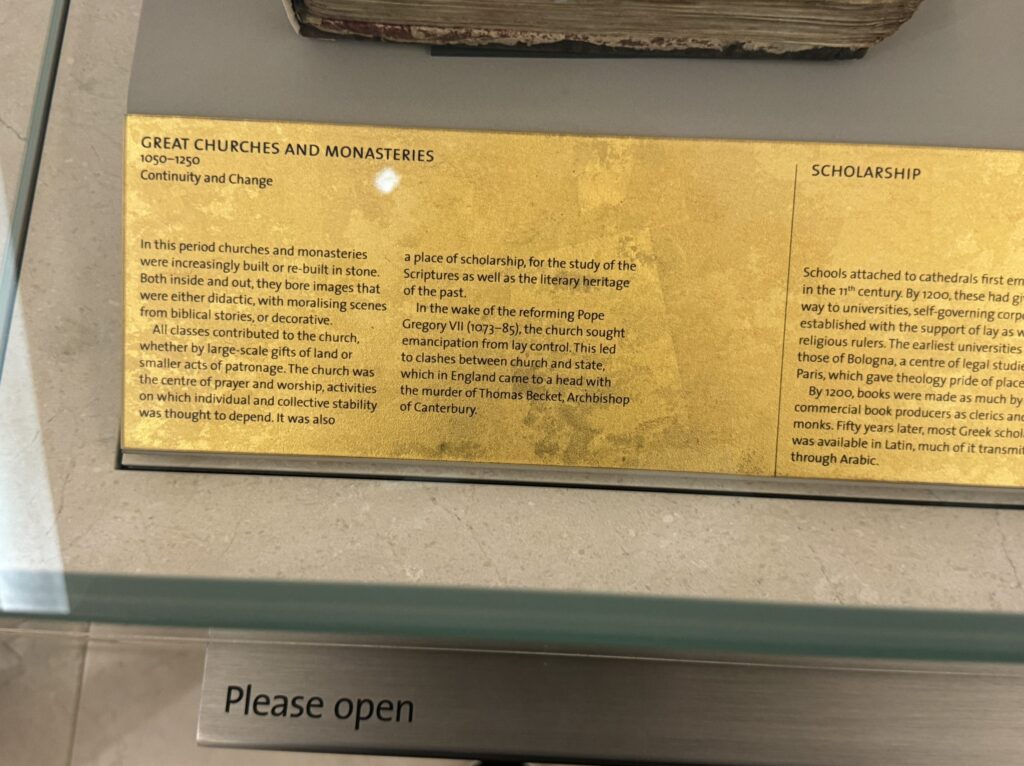 GREAT CHURCHES AND MONASTERIES
1050–1250
Continuity and Change
In this period churches and monasteries
were increasingly built or re-built in stone.
Both inside and out, they bore images that
were either didactic, with moralising scenes
from biblical stories, or decorative.
All classes contributed to the church,
whether by large-scale gifts of land or
smaller acts of patronage. The church was
the centre of prayer and worship, activities
on which individual and collective stability
was thought to depend. It was also
a place of scholarship, for the study of the
Scriptures as well as the literary heritage
of the past.
In the wake of the reforming Pope
Gregory VII (1073–85), the church sought
emancipation from lay control. This led
to clashes between church and state,
which in England came to a head with
the murder of Thomas Becket, Archbishop
of Canterbury.
SCHOLARSHIP
Schools attached to cathedrals first
in the 11th century. By 1200, these had
way to universities, self-governing
established with the support of lay as
religious rulers. The earliest universities
those of Bologna, a centre of legal
Paris, which gave theology pride of place
By 1200, books were made as much by
commercial book producers as clerics
monks. Fifty years later, most Greek
was available in Latin, much of it
through Arabic.
Please open